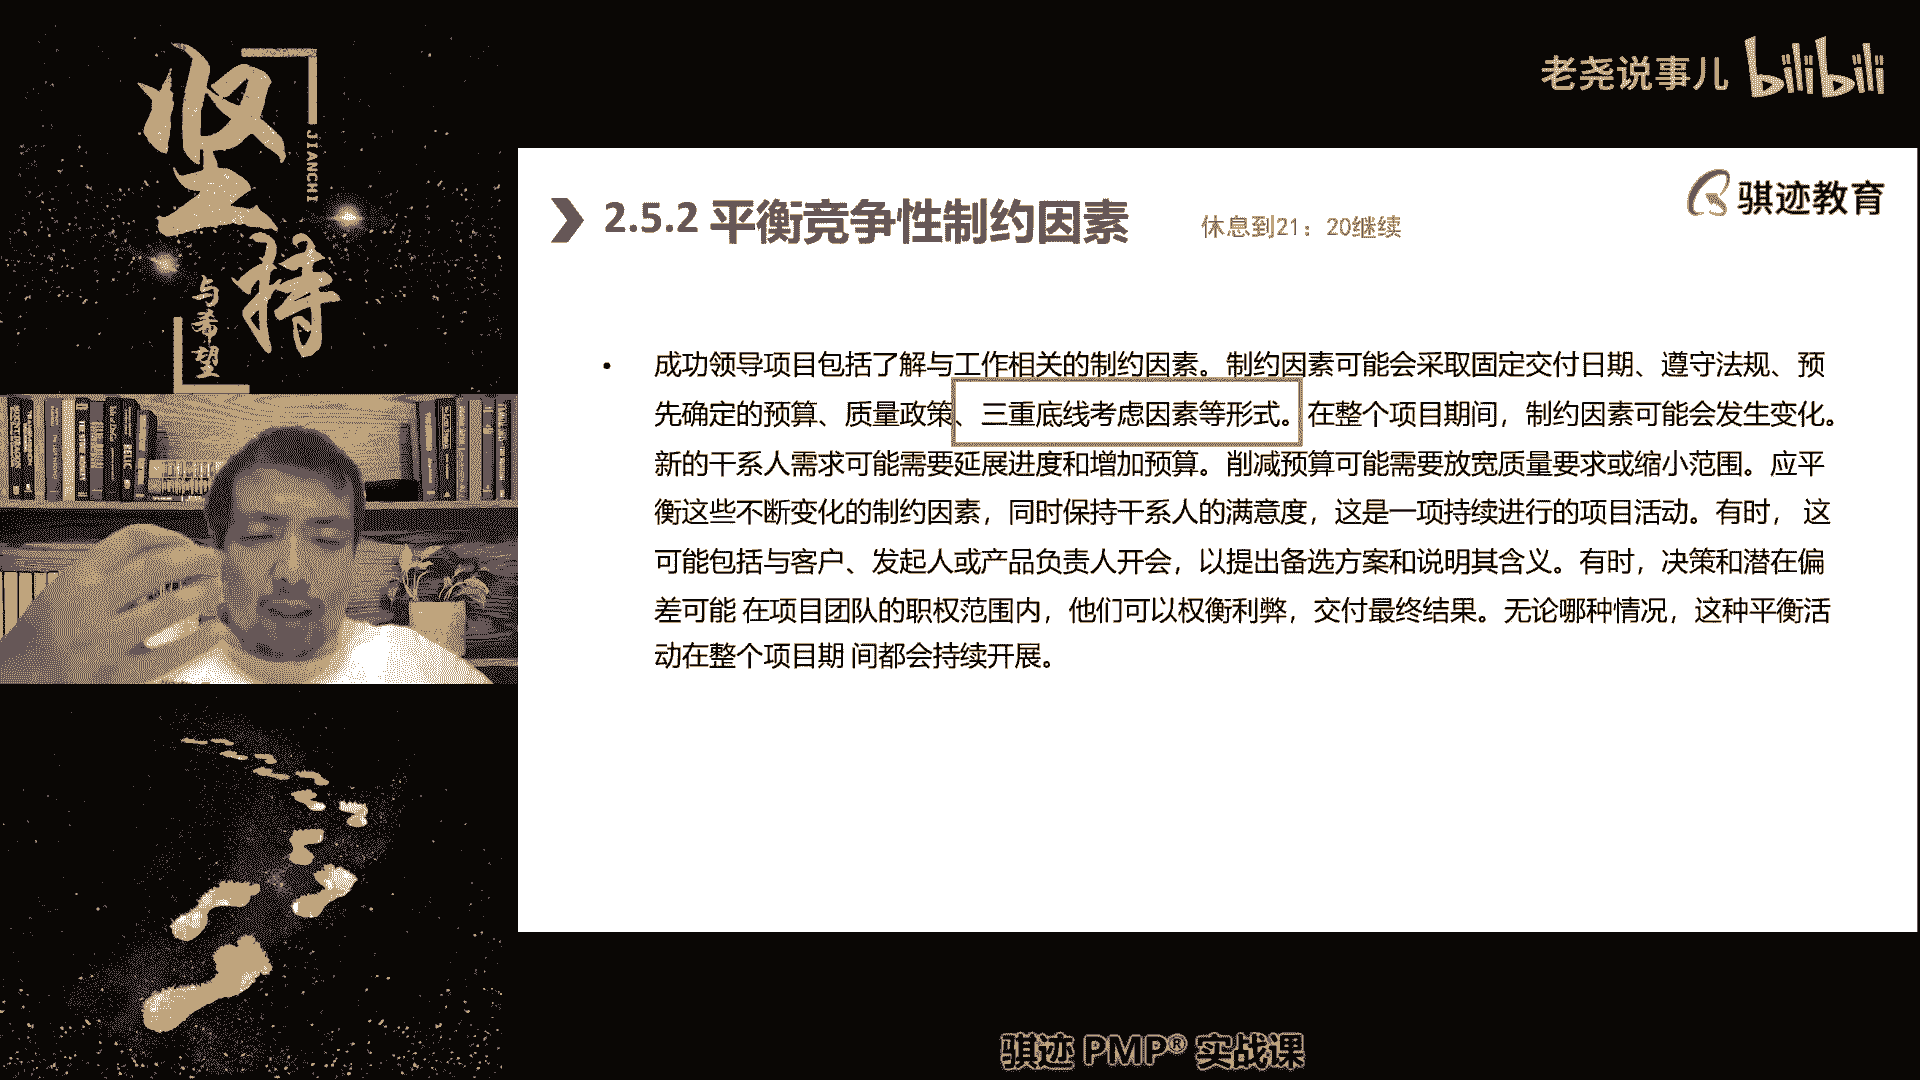 坚持
JIANCHI
与希望
老尧说事儿 bilibili
骐迹教育
2.5.2 平衡竞争性制约因素
休息到21：20继续
• 成功领导项目包括了解与工作相关的制约因素。制约因素可能会采取固定交付日期、遵守法规、预
先确定的预算、质量政策、三重底线考虑因素等形式。在整个项目期间，制约因素可能会发生变化。
新的干系人需求可能需要延展进度和增加预算。削减预算可能需要放宽质量要求或缩小范围。应平
衡这些不断变化的制约因素，同时保持干系人的满意度，这是一项持续进行的项目活动。有时， 这
可能包括与客户、发起人或产品负责人开会，以提出备选方案和说明其含义。有时，决策和潜在偏
差可能 在项目团队的职权范围内，他们可以权衡利弊，交付最终结果。无论哪种情况，这种平衡活
动在整个项目期 间都会持续开展。
骐迹 PMP® 实战课